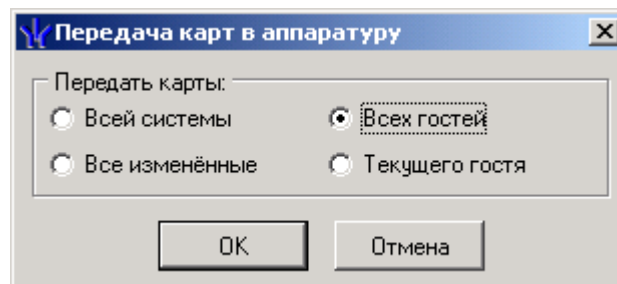 Передача карт в аппаратуру
Передать карты:
Всей системы
Всех гостей
Все изменённые
Текущего гостя
OK
Отмена